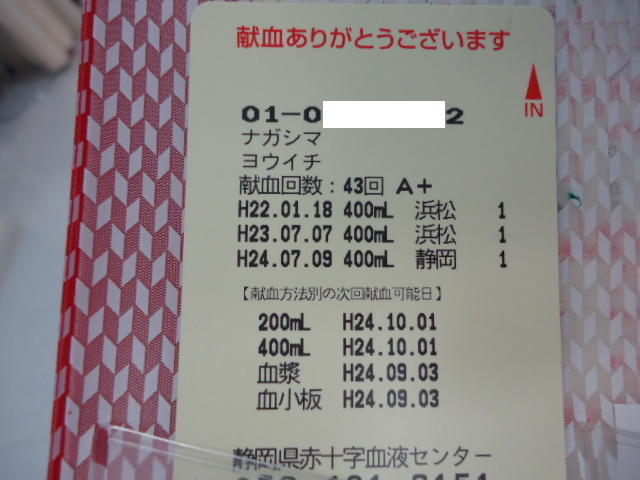 献血ありがとうございます
IN
01-0 2
ナガシマ
ヨウイチ
献血回数：43回 A+
H22.01.18 400mL 浜松 1
H23.07.07 400mL 浜松 1
H24.07.09 400mL 静岡 1
【献血方法別の次回献血可能日】
200mL H24.10.01
400mL H24.10.01
血漿 H24.09.03
血小板 H24.09.03
静岡県赤十字血液センター